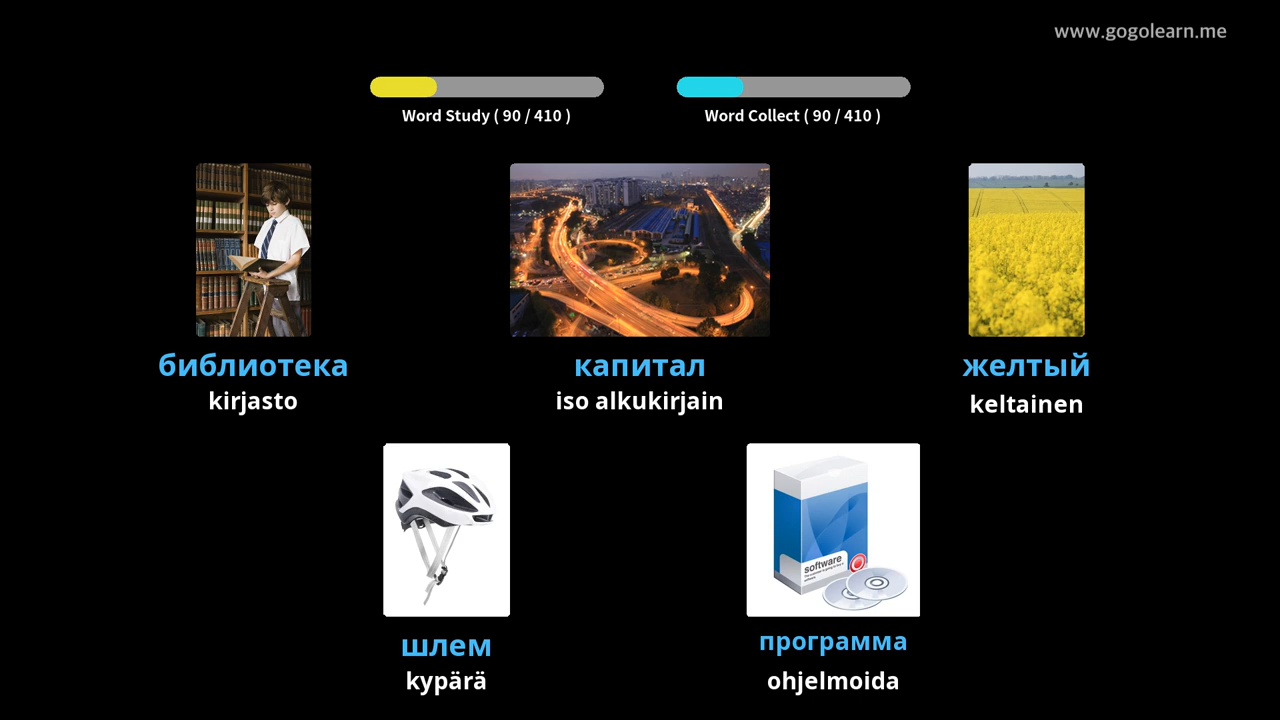 www.gogolearn.me
Word Study ( 90 / 410 )
Word Collect ( 90 / 410 )
библиотека
kirjasto
капитал
iso alkukirjain
желтый
keltainen
software
шлем
kypärä
программа
ohjelmoida